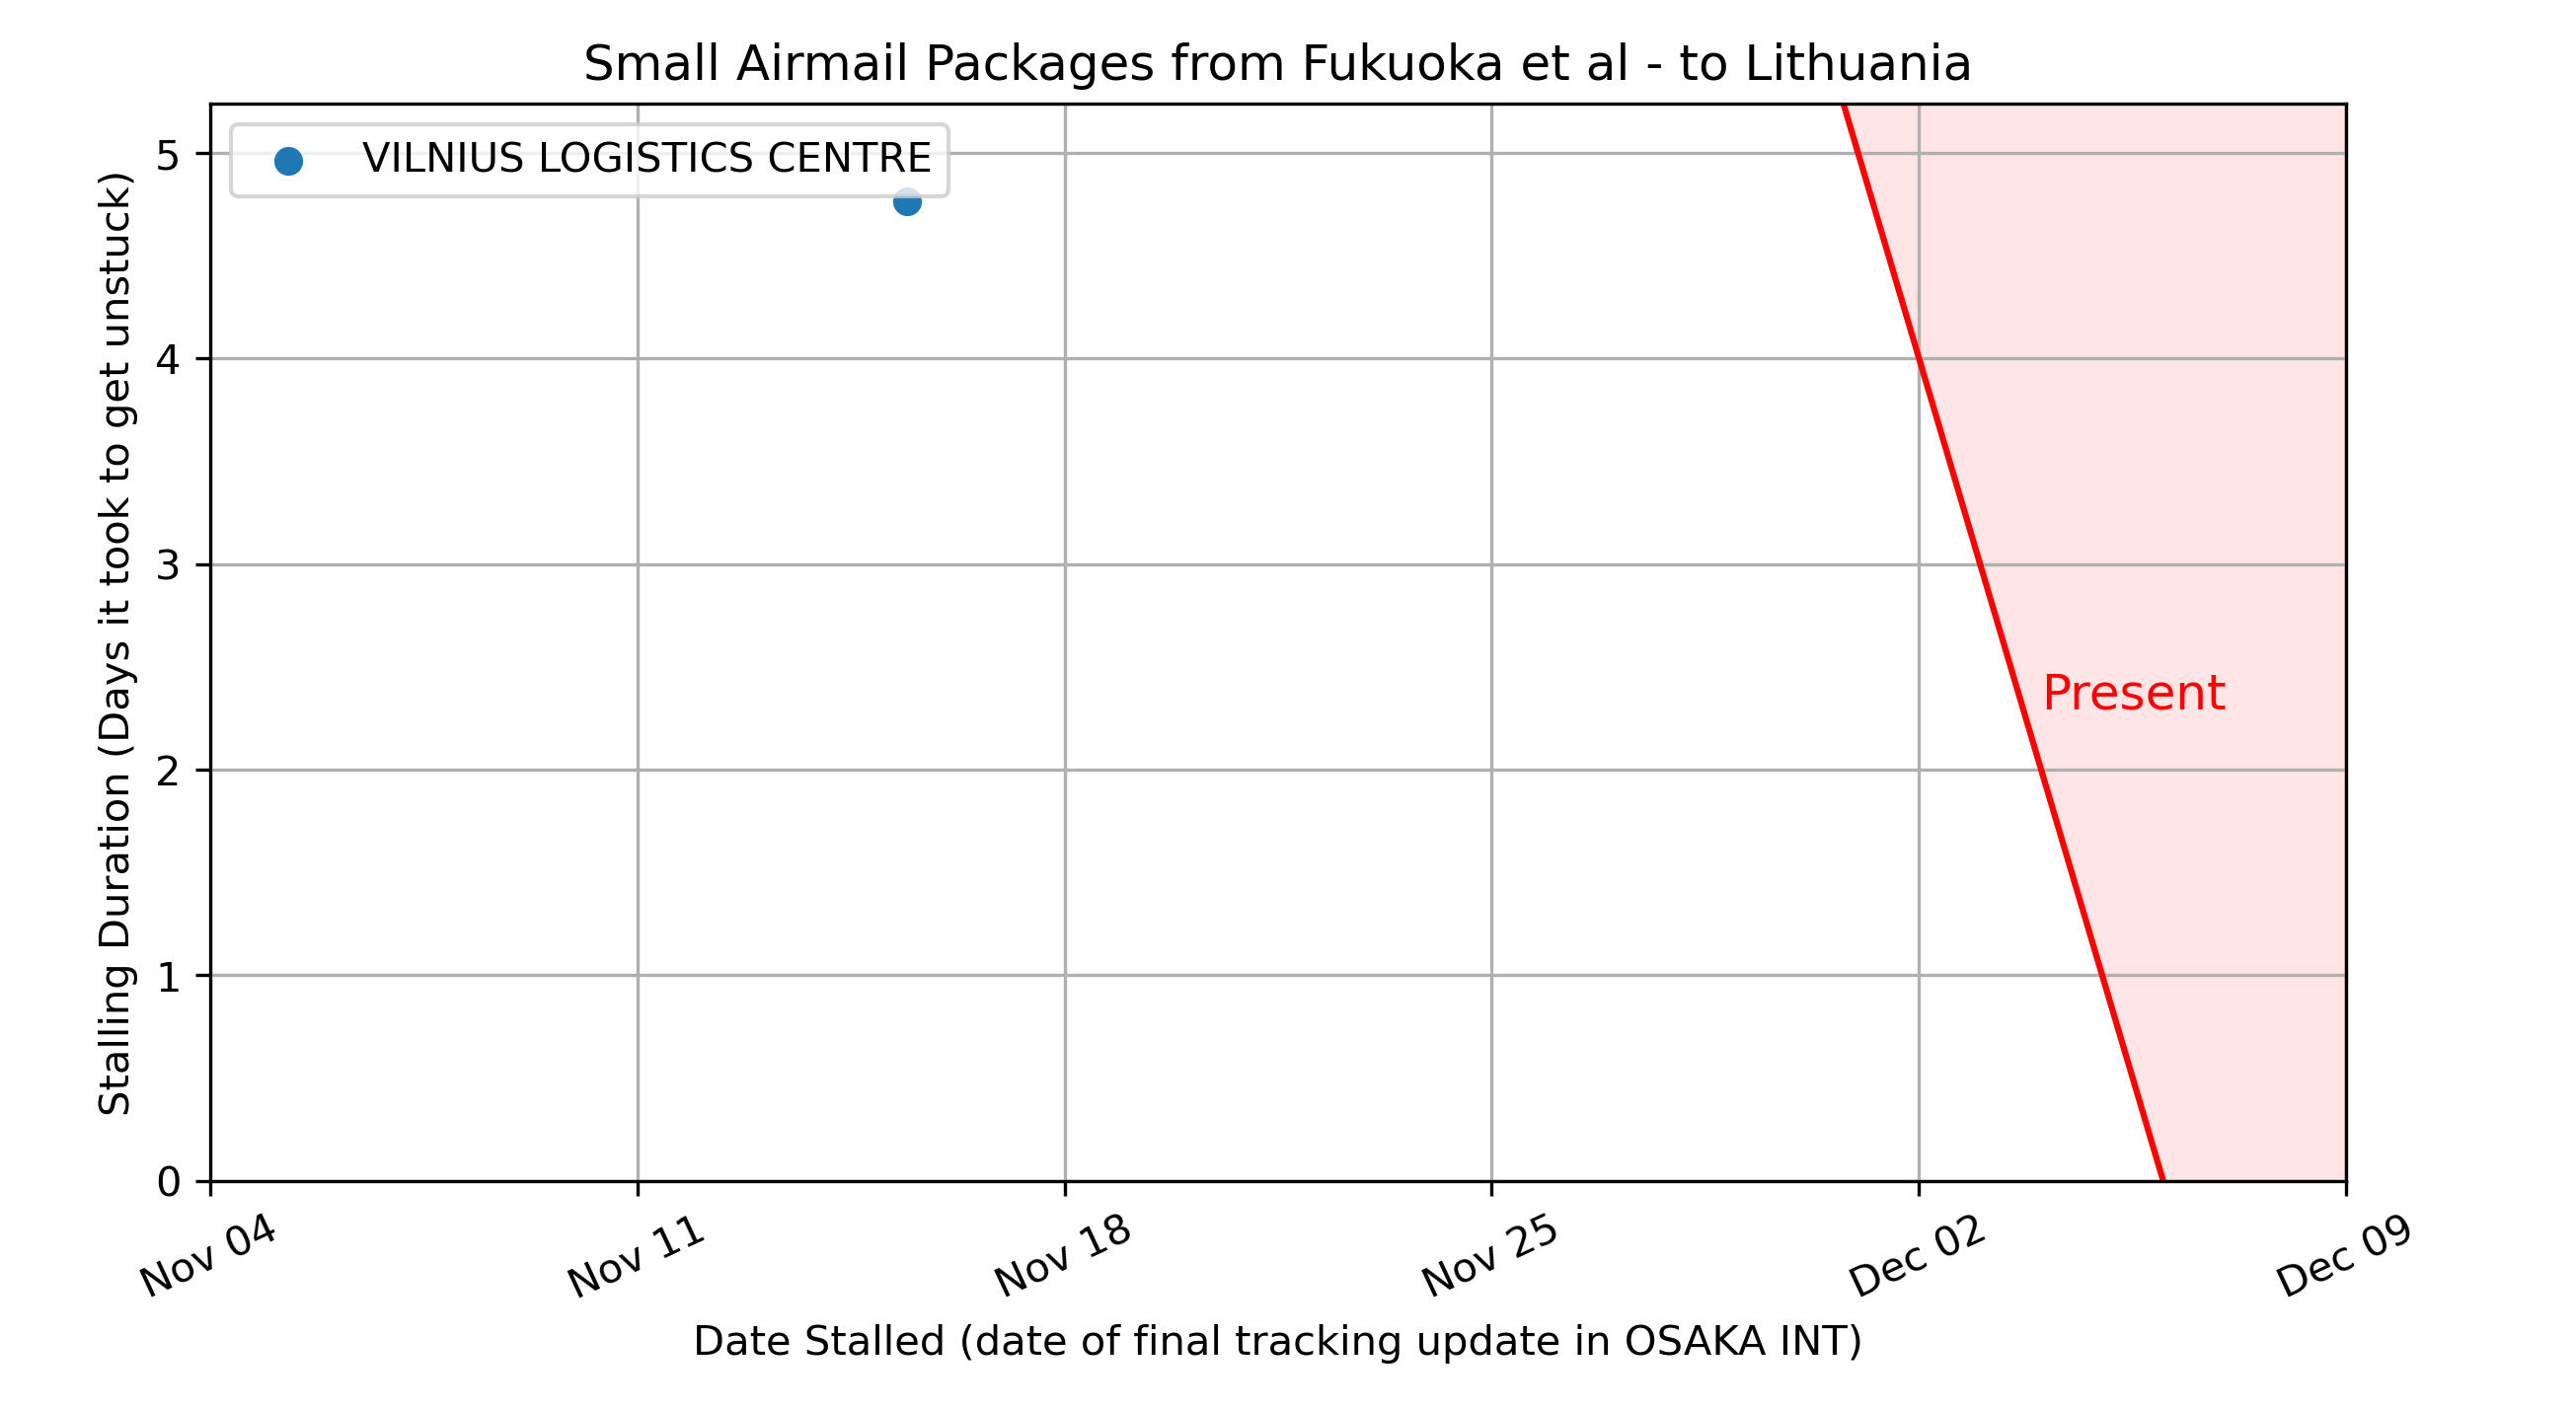 Small Airmail Packages from Fukuoka et al - to Lithuania
VILNIUS LOGISTICS CENTRE
Stalling Duration (Days it took to get unstuck)
5
4
3
2
1
0
Present
Nov 04
Nov 11
Nov 18
Nov 25
Dec 02
Dec 09
Date Stalled (date of final tracking update in OSAKA INT)